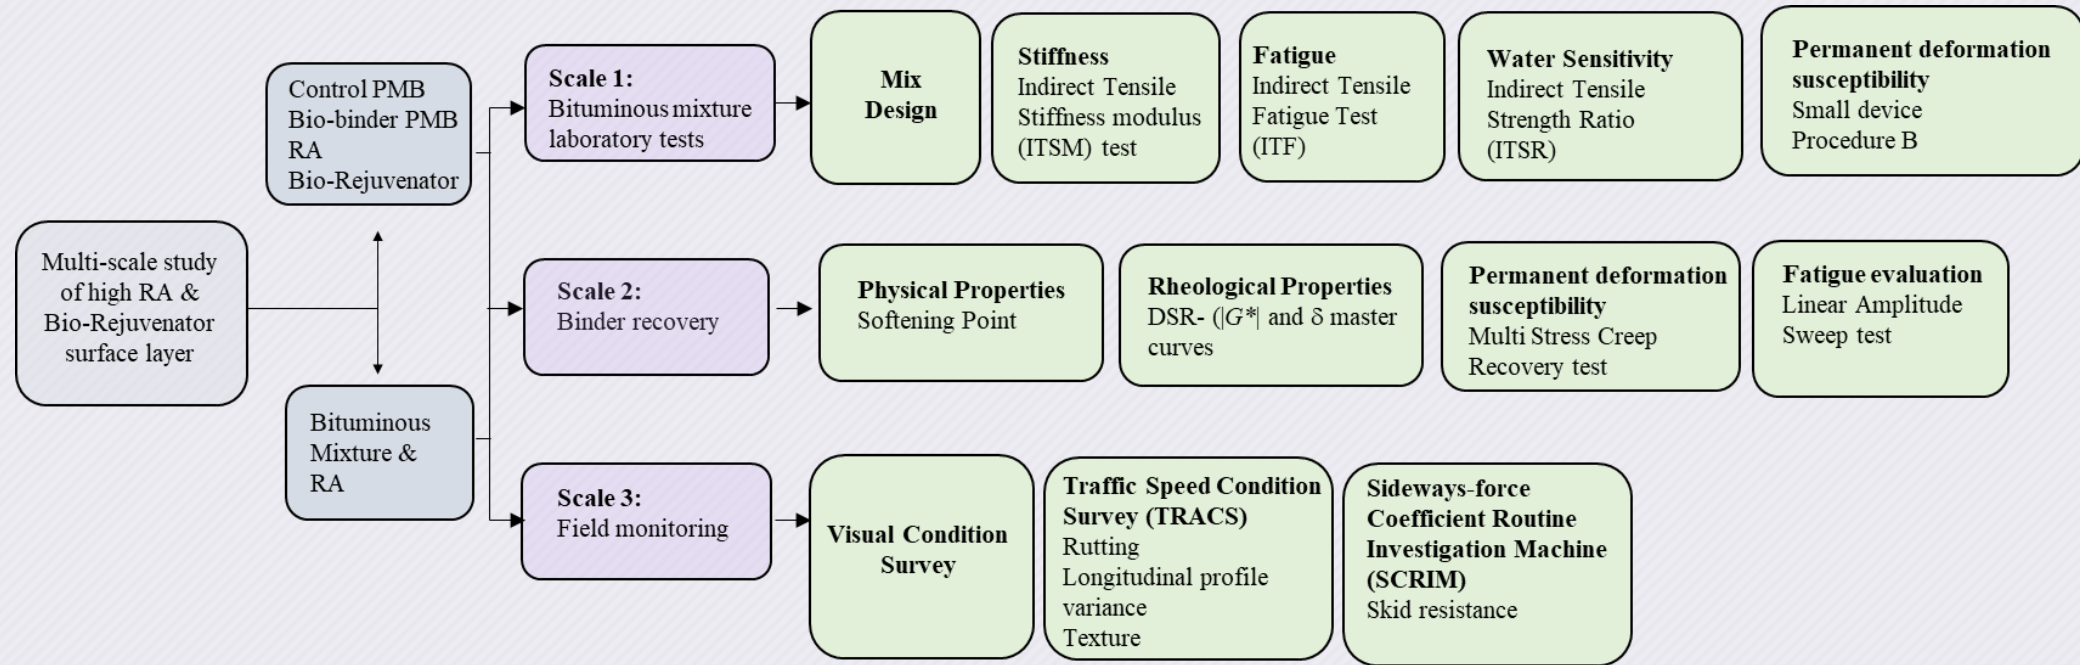 Multi-scale study
of high RA &
Bio-Rejuvenator
surface layer
Control PMB
Bio-binder PMB
RA
Bio-Rejuvenator
Bituminous
Mixture &
RA
Scale 1:
Bituminous mixture
laboratory tests
Mix
Design
Stiffness
Indirect Tensile
Stiffness modulus
(ITSM) test
Fatigue
Indirect Tensile
Fatigue Test
(ITF)
Water Sensitivity
Indirect Tensile
Strength Ratio
(ITSR)
Permanent deformation
susceptibility
Small device
Procedure B
Scale 2:
Binder recovery
Physical Properties
Softening Point
Rheological Properties
DSR- (|G*| and δ master
curves
Permanent deformation
susceptibility
Multi Stress Creep
Recovery test
Fatigue evaluation
Linear Amplitude
Sweep test
Scale 3:
Field monitoring
Visual Condition
Survey
Traffic Speed Condition
Survey (TRACS)
Rutting
Longitudinal profile
variance
Texture
Sideways-force
Coefficient Routine
Investigation Machine
(SCRIM)
Skid resistance